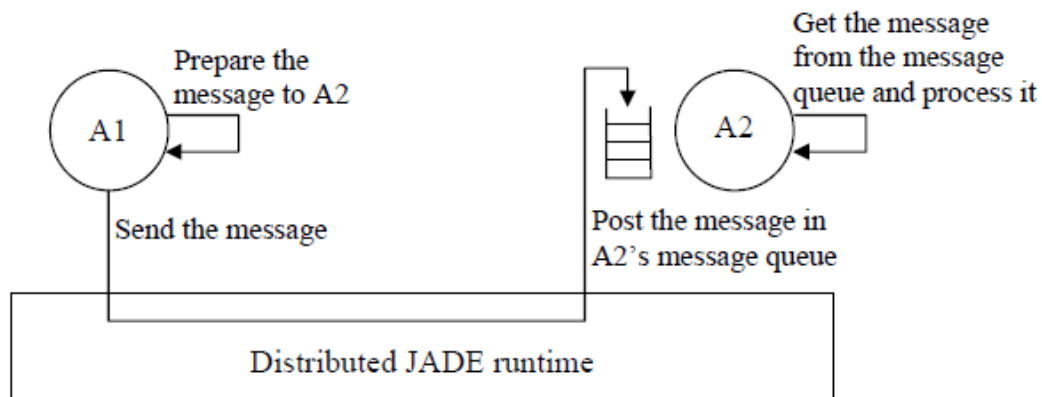 Prepare the
message to A2
A1
Send the message
Get the message
from the message
queue and process it
A2
Post the message in
A2’s message queue
Distributed JADE runtime